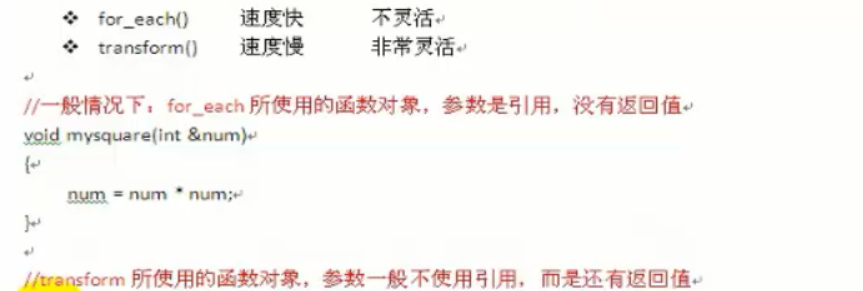 ❖ for_each() 速度快 不灵活
❖ transform() 速度慢 非常灵活
//一般情况下：for_each 所使用的函数对象，参数是引用，没有返回值
void mysquare(int &num)
{
num = num * num;
}
//transform 所使用的函数对象，参数一般不使用引用，而是还有返回值